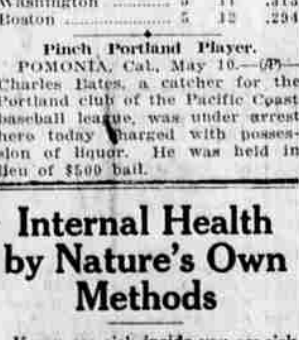 Washington
Boston ............... 5 12 .294
Pinch Portland Player.
POMONIA, Cal., May 10.—(AP)—
Charles Bates, a catcher for the
Portland club of the Pacific Coast
baseball league, was under arrest
here today charged with posses-
sion of liquor. He was held in
lieu of $500 bail.
Internal Health
by Nature's Own
Methods